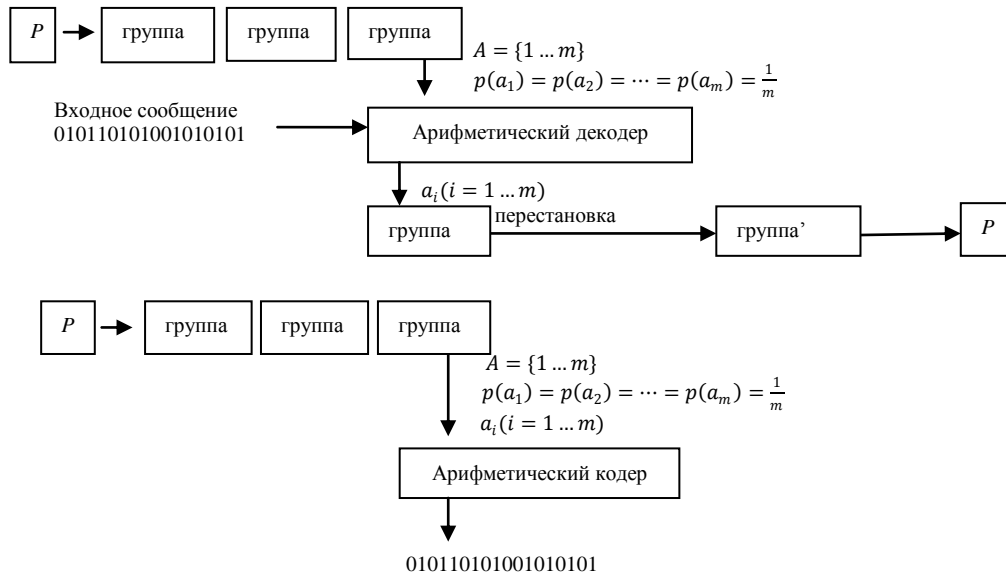 P группа группа группа
A = {1 … m}
p(a₁) = p(a₂) = ⋯ = p(aₘ) = 1/m
Входное сообщение
010110101001010101
Арифметический декодер
aᵢ(i = 1 … m)
перестановка
группа группа’ P
P группа группа группа
A = {1 … m}
p(a₁) = p(a₂) = ⋯ = p(aₘ) = 1/m
aᵢ(i = 1 … m)
Арифметический кодер
010110101001010101